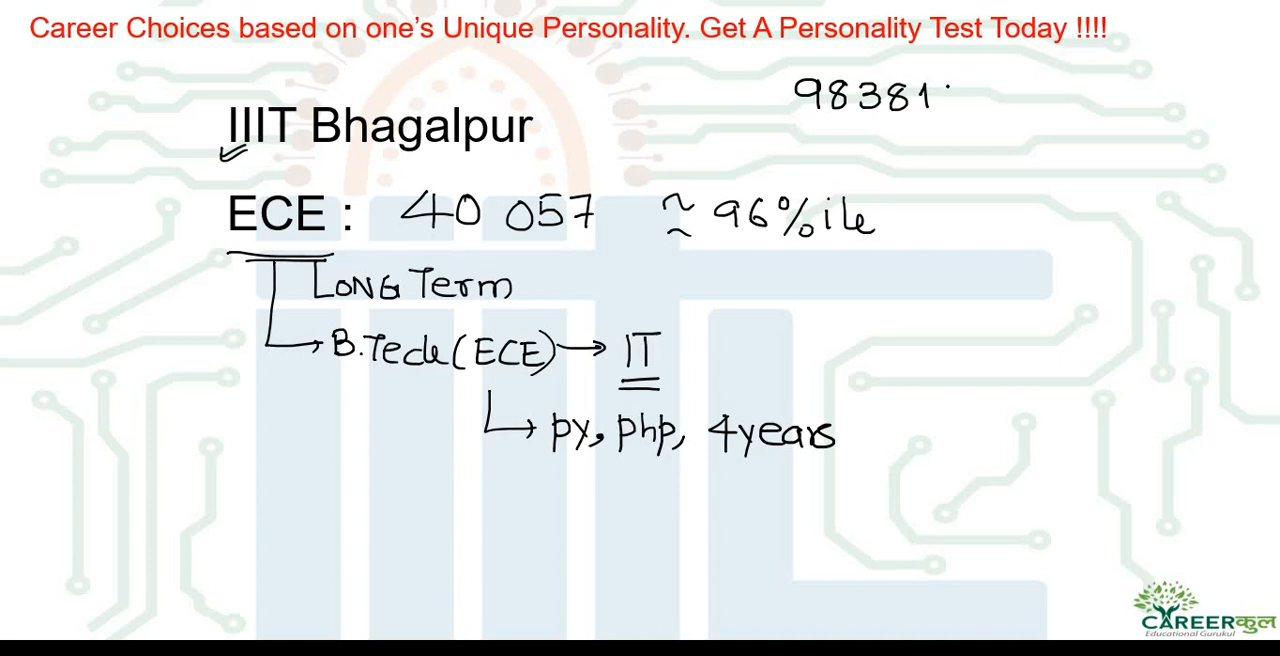 Career Choices based on one’s Unique Personality. Get A Personality Test Today !!!!
98381
IIIT Bhagalpur
ECE : 40 057 ≈ 96%ile
LONG Term
B.Tech (ECE) → IT
py, php, 4years
CAREERकुल
Educational Gurukul